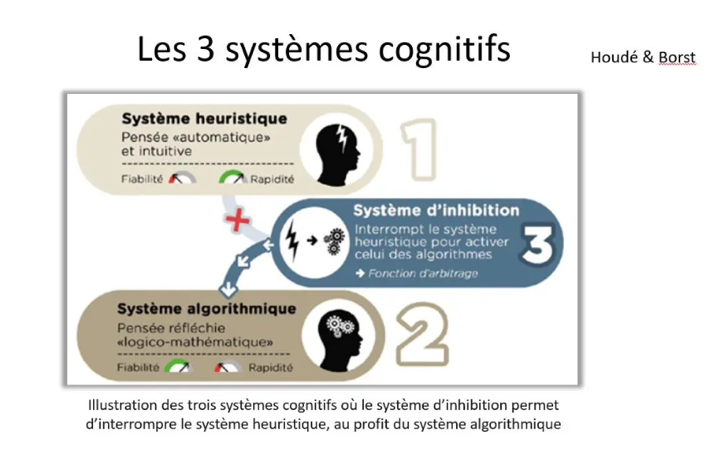 Les 3 systèmes cognitifs
Houdé & Borst
Système heuristique
Pensée «automatique»
et intuitive
Fiabilité
Rapidité
1
Système d'inhibition
Interrompt le système
heuristique pour activer
celui des algorithmes
→ Fonction d'arbitrage
3
Système algorithmique
Pensée réfléchie
«logico-mathématique»
Fiabilité
Rapidité
2
Illustration des trois systèmes cognitifs où le système d'inhibition permet
d'interrompre le système heuristique, au profit du système algorithmique